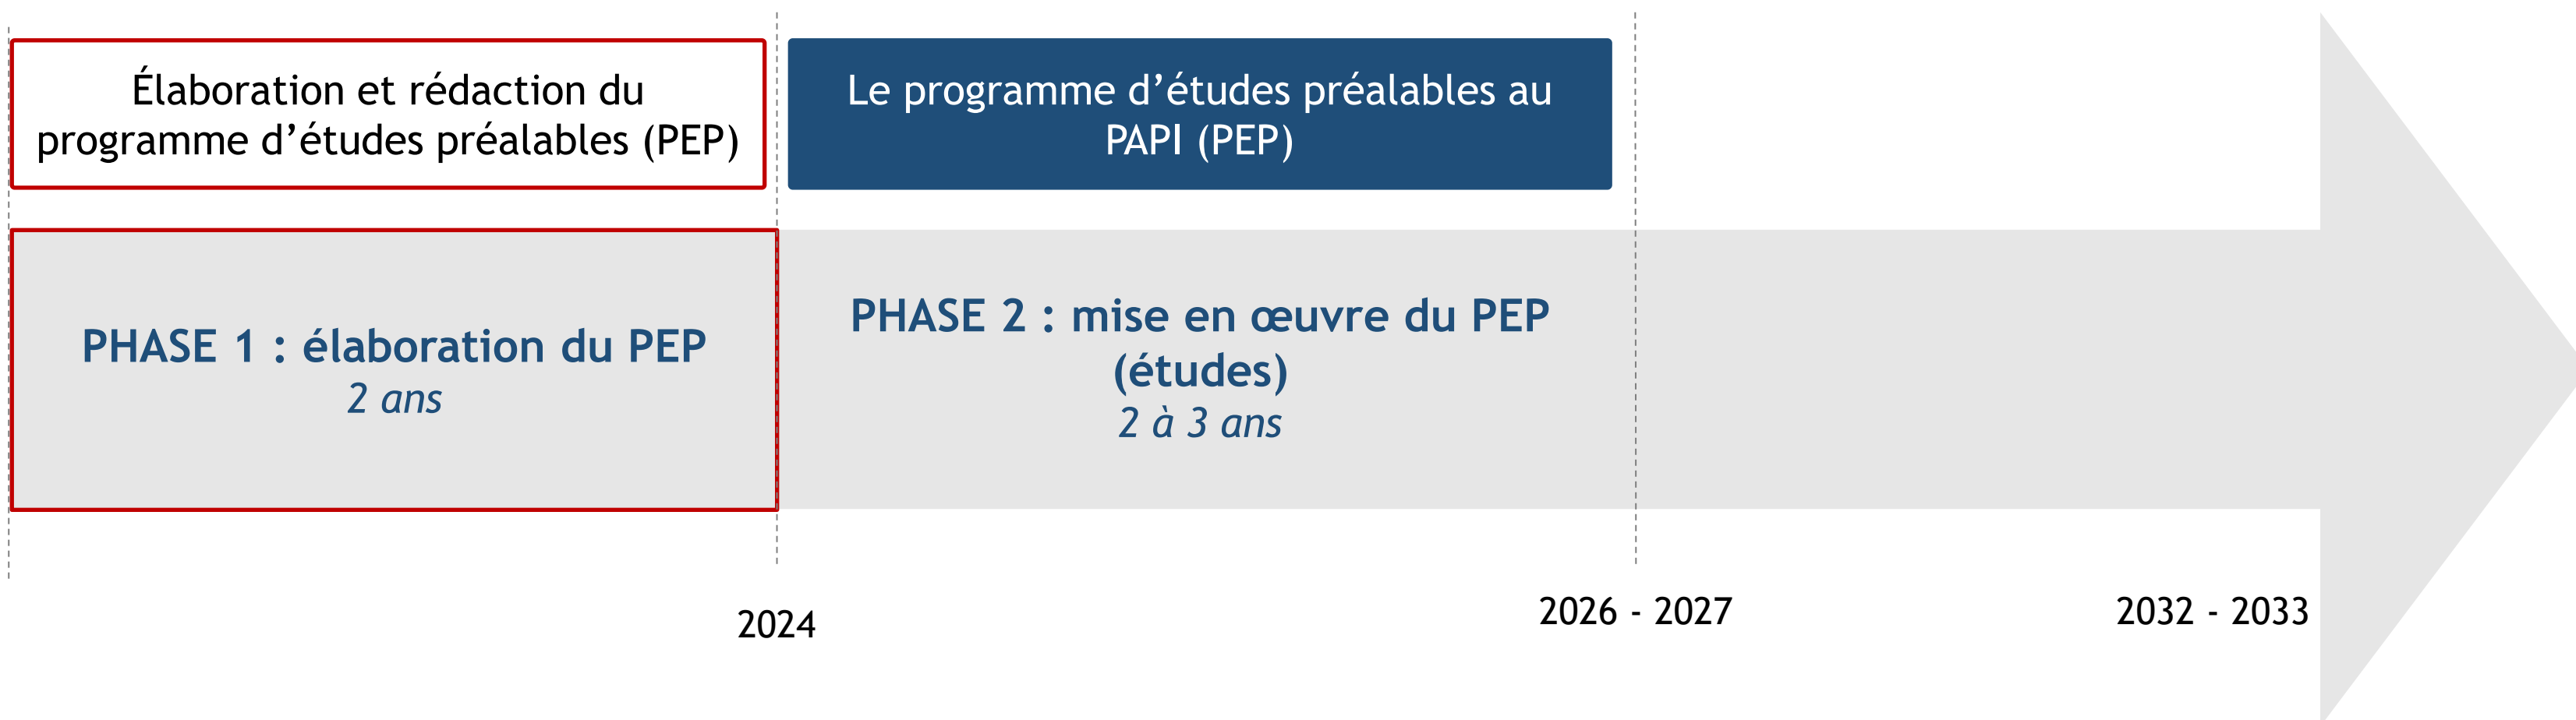 Élaboration et rédaction du
programme d’études préalables (PEP)
Le programme d’études préalables au
PAPI (PEP)
PHASE 1 : élaboration du PEP
2 ans
PHASE 2 : mise en œuvre du PEP
(études)
2 à 3 ans
2024
2026 - 2027
2032 - 2033